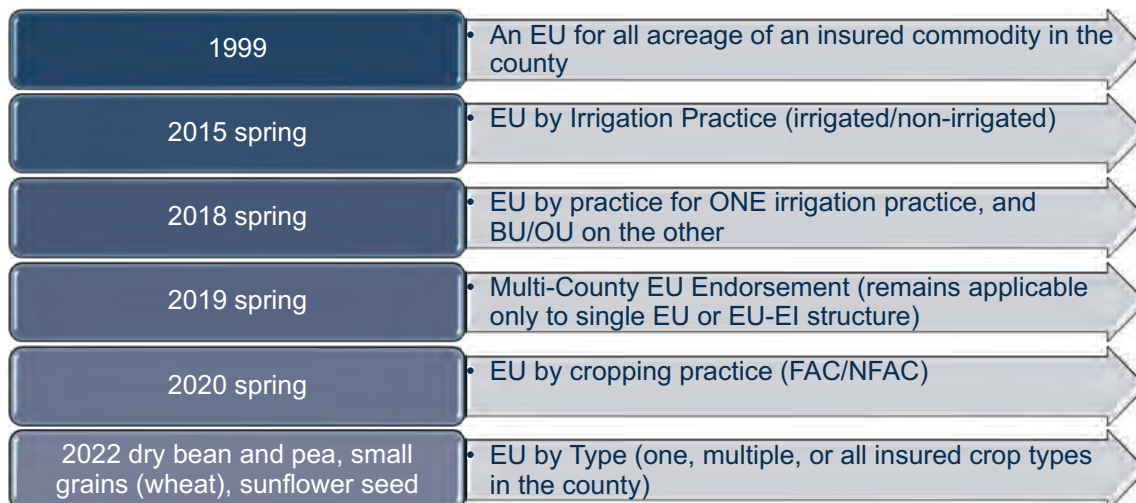 1999
• An EU for all acreage of an insured commodity in the
county
2015 spring
• EU by Irrigation Practice (irrigated/non-irrigated)
2018 spring
• EU by practice for ONE irrigation practice, and
BU/OU on the other
2019 spring
• Multi-County EU Endorsement (remains applicable
only to single EU or EU-EI structure)
2020 spring
• EU by cropping practice (FAC/NFAC)
2022 dry bean and pea, small
grains (wheat), sunflower seed
• EU by Type (one, multiple, or all insured crop types
in the county)